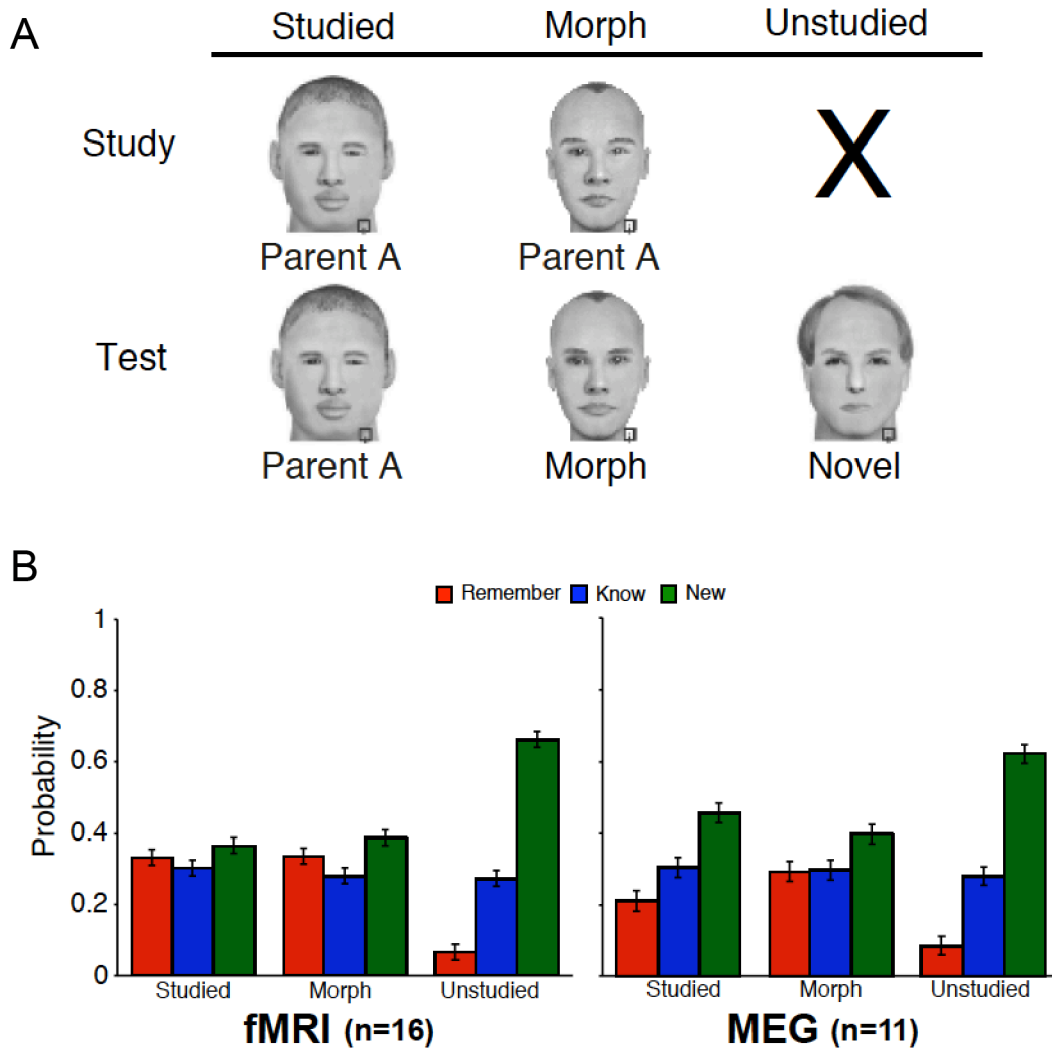 A
Studied Morph Unstudied
Study
X
Parent A Parent A
Test
Parent A Morph Novel
B
Remember Know New
Probability
1
0.8
0.6
0.4
0.2
0
Studied Morph Unstudied Studied Morph Unstudied
fMRI (n=16) MEG (n=11)